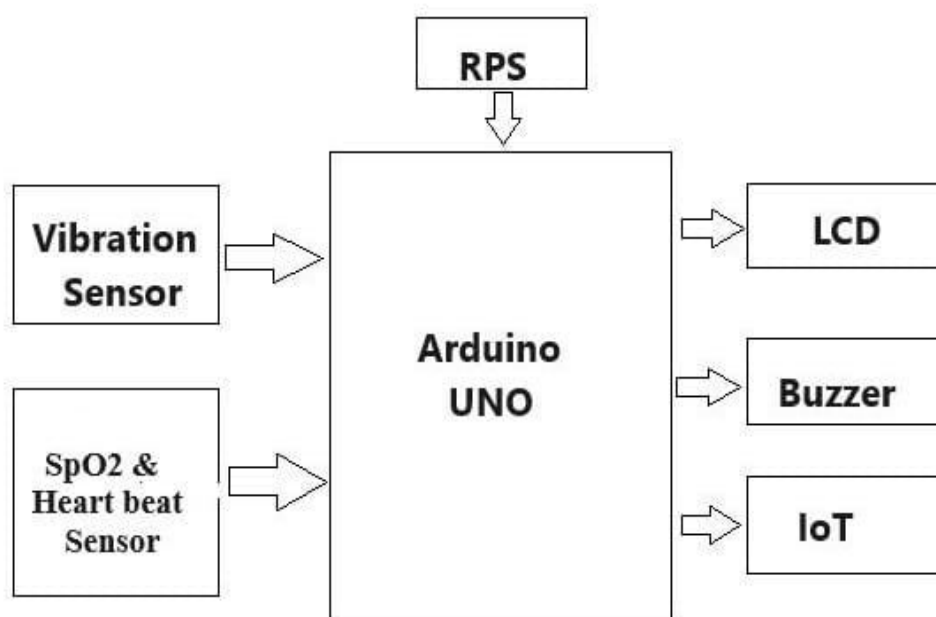 RPS
Vibration
Sensor
SpO2 &
Heart beat
Sensor
Arduino
UNO
LCD
Buzzer
IoT